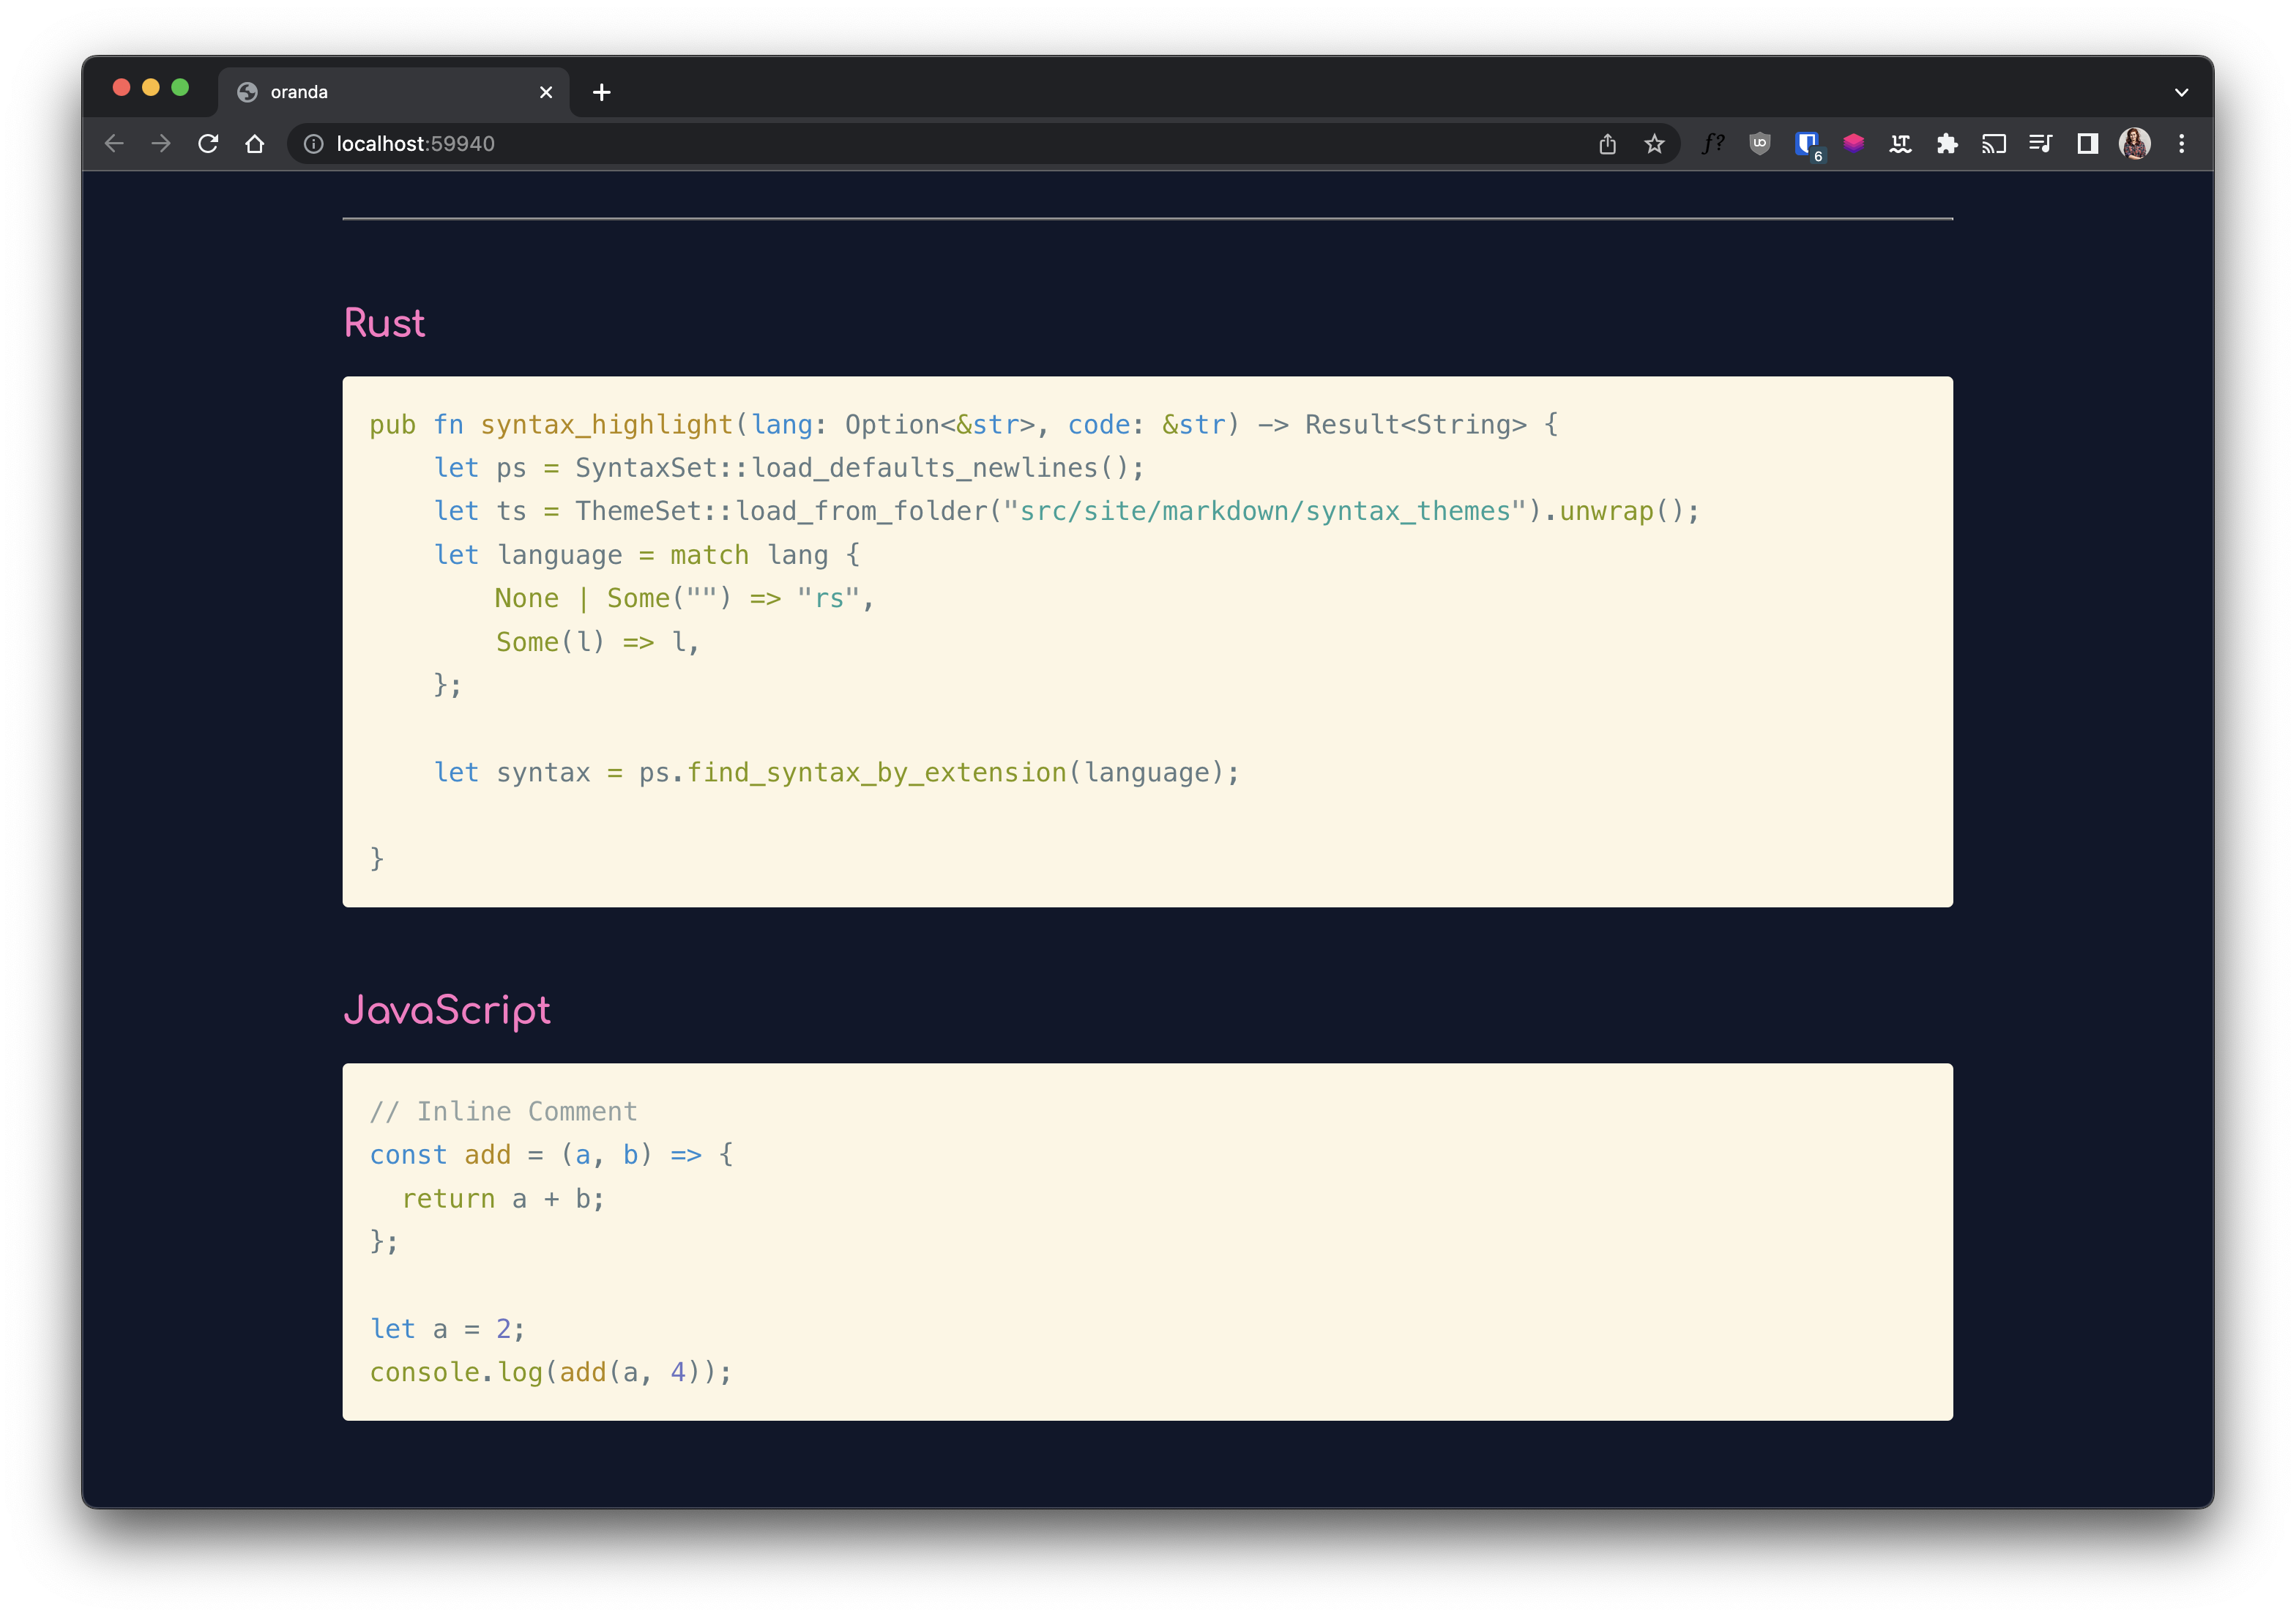 oranda
localhost:59940
f?
uo
6
LT
Rust
pub fn syntax_highlight(lang: Option<&str>, code: &str) -> Result<String> {
    let ps = SyntaxSet::load_defaults_newlines();
    let ts = ThemeSet::load_from_folder("src/site/markdown/syntax_themes").unwrap();
    let language = match lang {
        None | Some("") => "rs",
        Some(l) => l,
    };
    let syntax = ps.find_syntax_by_extension(language);
}
JavaScript
// Inline Comment
const add = (a, b) => {
  return a + b;
};
let a = 2;
console.log(add(a, 4));